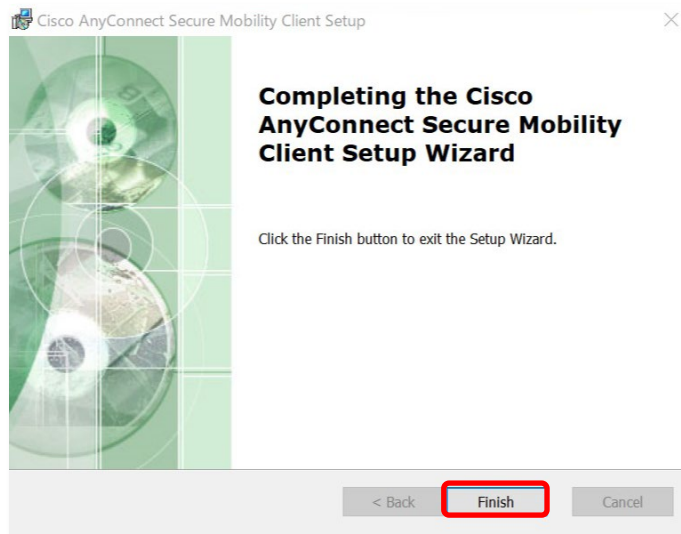 Cisco AnyConnect Secure Mobility Client Setup
Completing the Cisco
AnyConnect Secure Mobility
Client Setup Wizard
Click the Finish button to exit the Setup Wizard.
< Back
Finish
Cancel